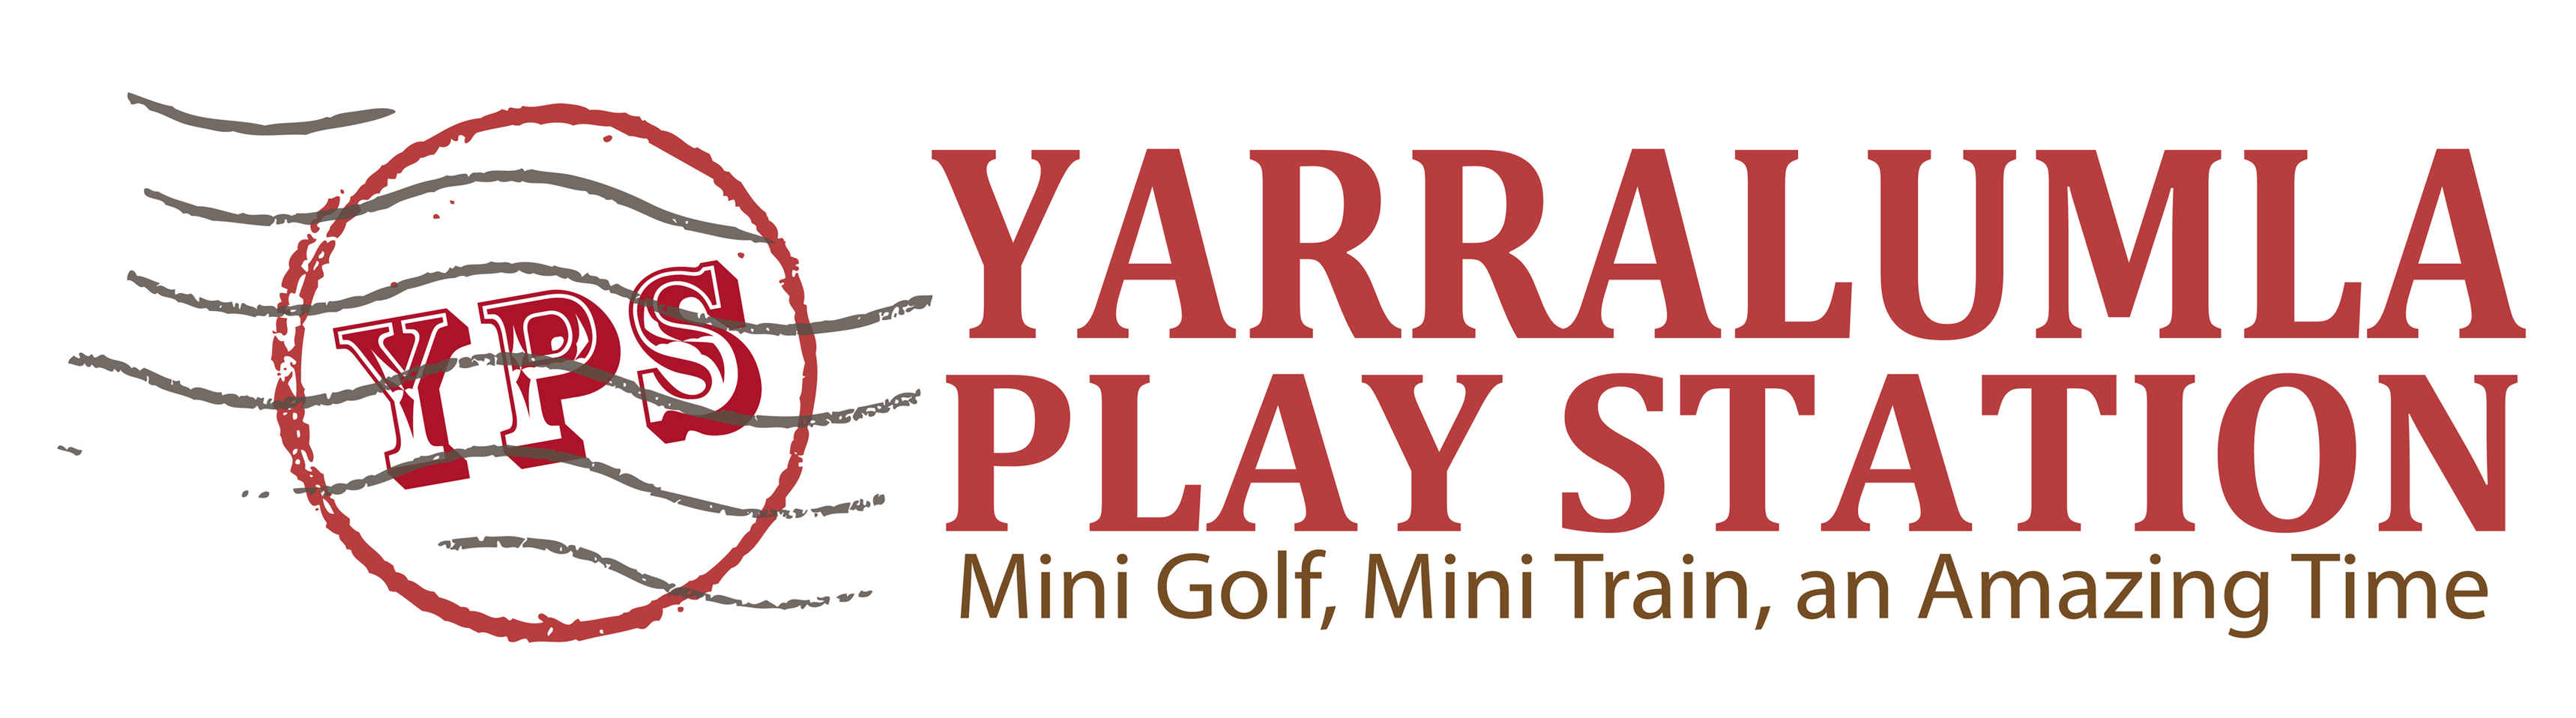 YPS
YARRALUMLA
PLAY STATION
Mini Golf, Mini Train, an Amazing Time